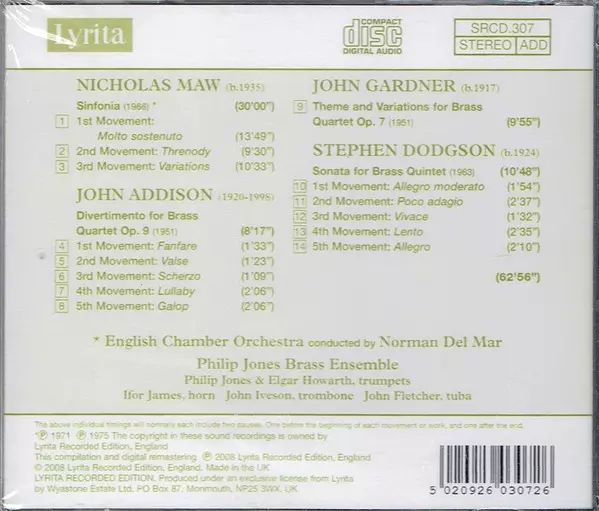 Lyrita
COMPACT
disc
DIGITAL AUDIO
SRCD.307
STEREO ADD
NICHOLAS MAW (b.1935)
Sinfonia (1966) * (30'00")
1 1st Movement:
Molto sostenuto (13'49")
2 2nd Movement: Threnody (9'30")
3 3rd Movement: Variations (10'33")
JOHN ADDISON (1920-1998)
Divertimento for Brass
Quartet Op. 9 (1951) (8'17")
4 1st Movement: Fanfare (1'33")
5 2nd Movement: Valse (1'23")
6 3rd Movement: Scherzo (1'09")
7 4th Movement: Lullaby (2'06")
8 5th Movement: Galop (2'06")
JOHN GARDNER (b.1917)
9 Theme and Variations for Brass
Quartet Op. 7 (1951) (9'55")
STEPHEN DODGSON (b.1924)
Sonata for Brass Quintet (1963) (10'48")
10 1st Movement: Allegro moderato (1'54")
11 2nd Movement: Poco adagio (2'37")
12 3rd Movement: Vivace (1'32")
13 4th Movement: Lento (2'35")
14 5th Movement: Allegro (2'10")
(62'56")
* English Chamber Orchestra conducted by Norman Del Mar
Philip Jones Brass Ensemble
Philip Jones & Elgar Howarth, trumpets
Ifor James, horn John Iveson, trombone John Fletcher, tuba
The above individual timings will normally each include two pauses. One before the beginning of each movement or work, and one after the end.
*℗ 1971 ℗ 1975 The copyright in these sound recordings is owned by
Lyrita Recorded Edition, England
This compilation and digital remastering ℗ 2008 Lyrita Recorded Edition, England
© 2008 Lyrita Recorded Edition, England. Made in the UK
LYRITA RECORDED EDITION. Produced under an exclusive license from Lyrita
by Wyastone Estate Ltd, PO Box 87, Monmouth, NP25 3WX, UK
5 020926 030726